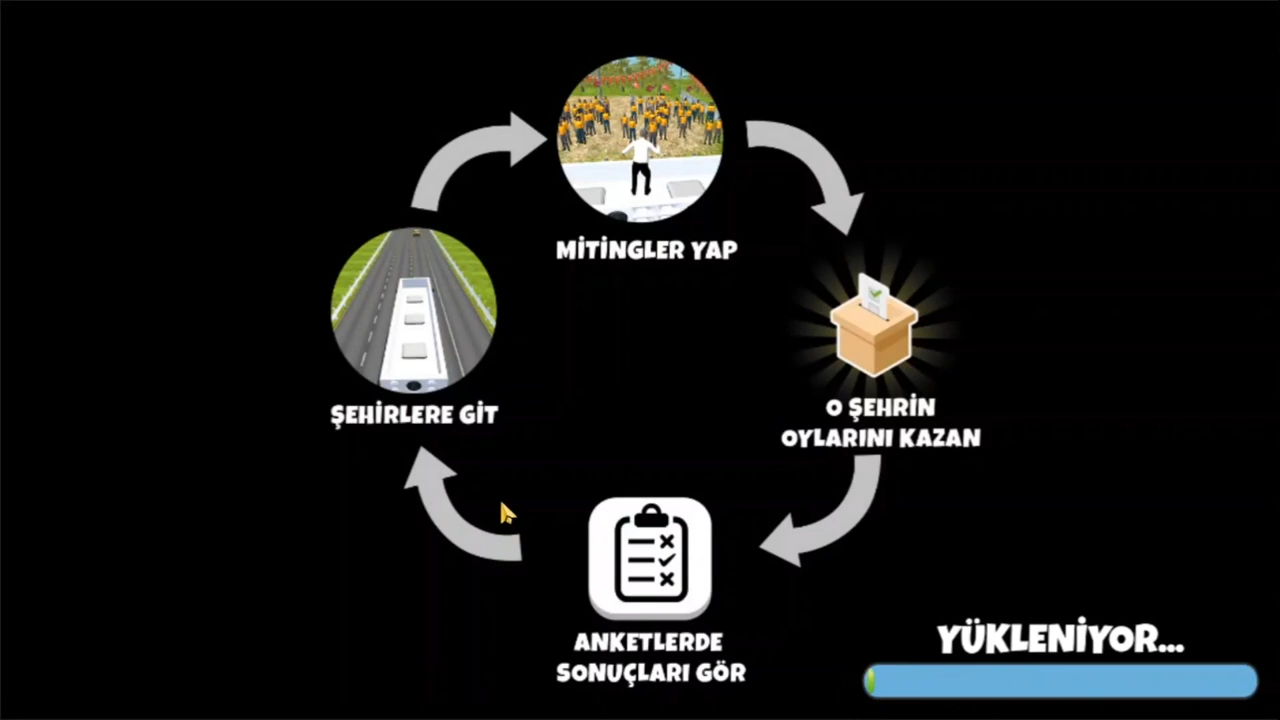 MİTİNGLER YAP
ŞEHİRLERE GİT
O ŞEHRİN
OYLARINI KAZAN
ANKETLERDE
SONUÇLARI GÖR
YÜKLENİYOR...